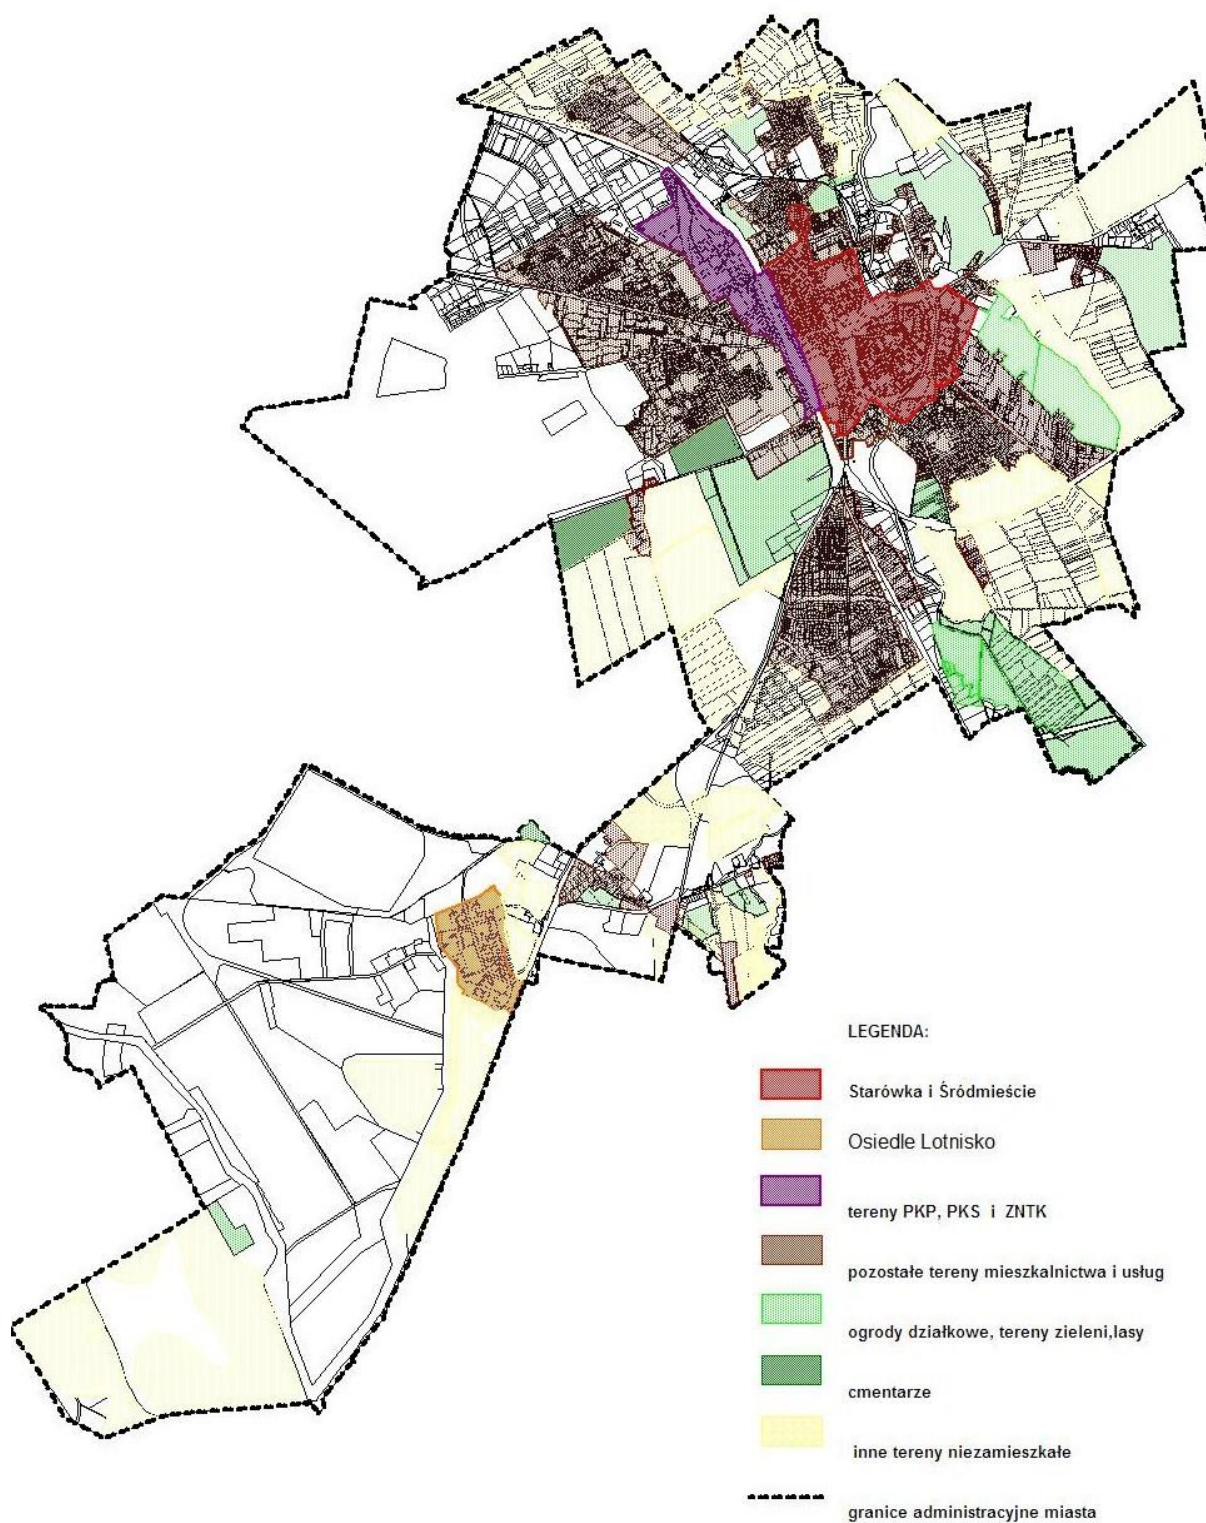 LEGENDA:
Starówka i Śródmieście
Osiedle Lotnisko
tereny PKP, PKS i ZNTK
pozostałe tereny mieszkalnictwa i usług
ogrody działkowe, tereny zieleni,lasy
cmentarze
inne tereny niezamieszkałe
granice administracyjne miasta